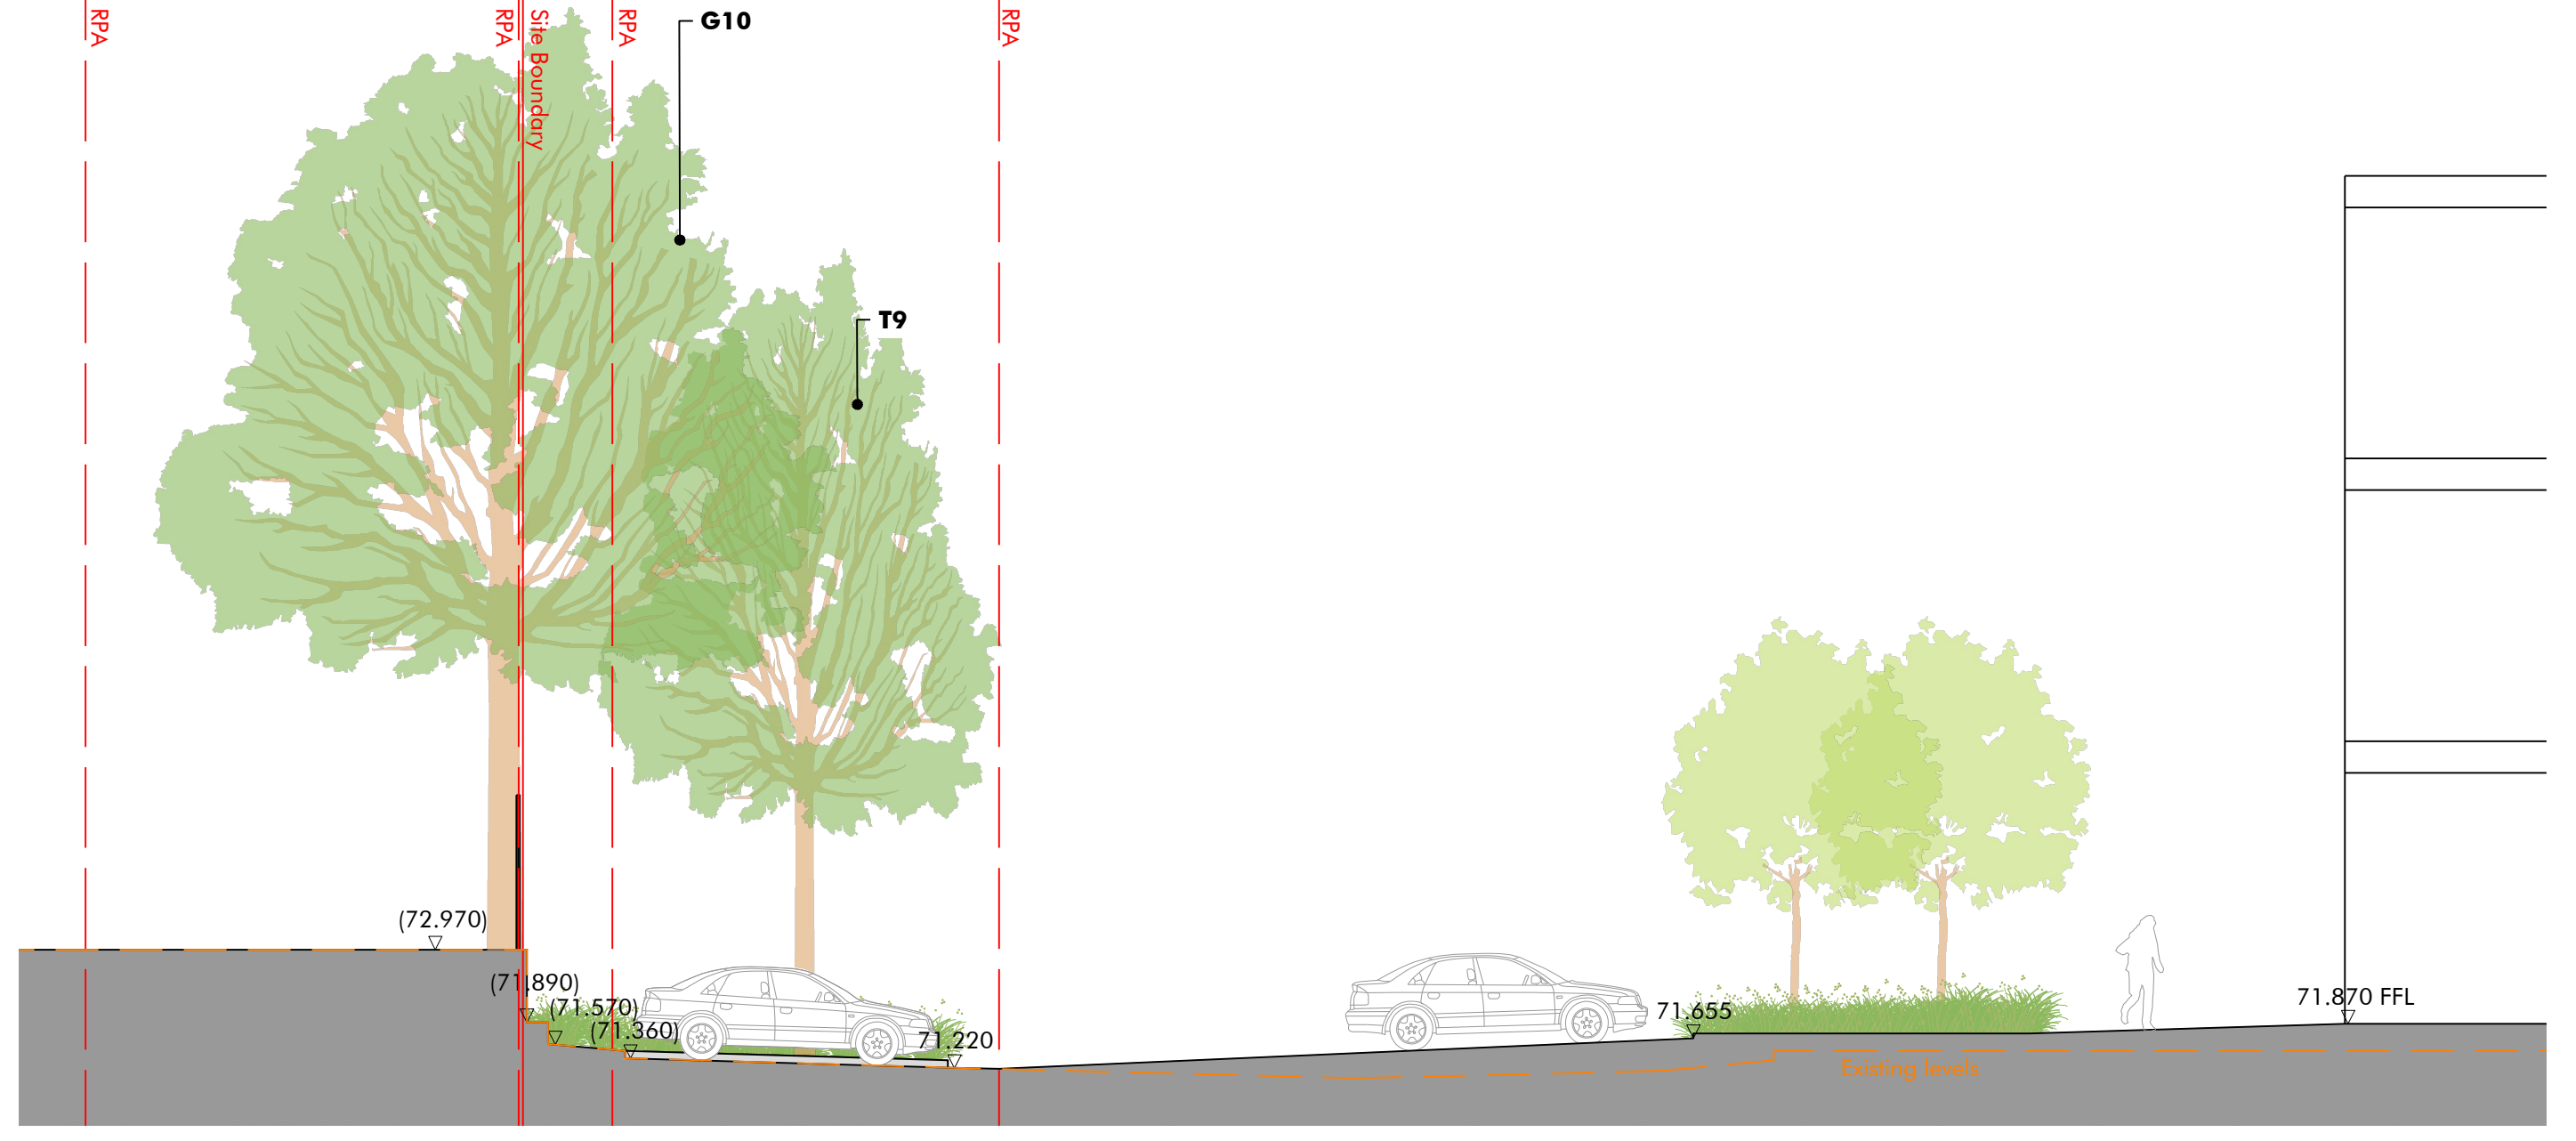 RPA
RPA
Site Boundary
RPA
RPA
G10
T9
(72.970)
(71.890)
(71.570)
(71.360)
71.220
71.655
71.870 FFL
Existing levels